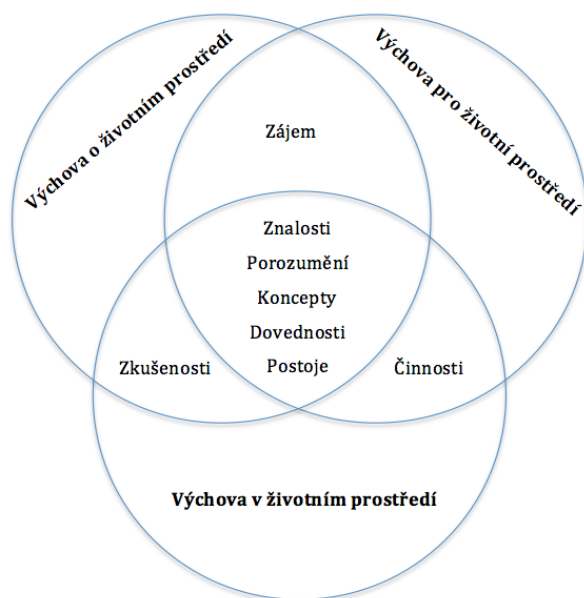 Výchova o životním prostředí
Výchova pro životní prostředí
Zájem
Znalosti
Porozumění
Koncepty
Dovednosti
Zkušenosti
Postoje
Činnosti
Výchova v životním prostředí